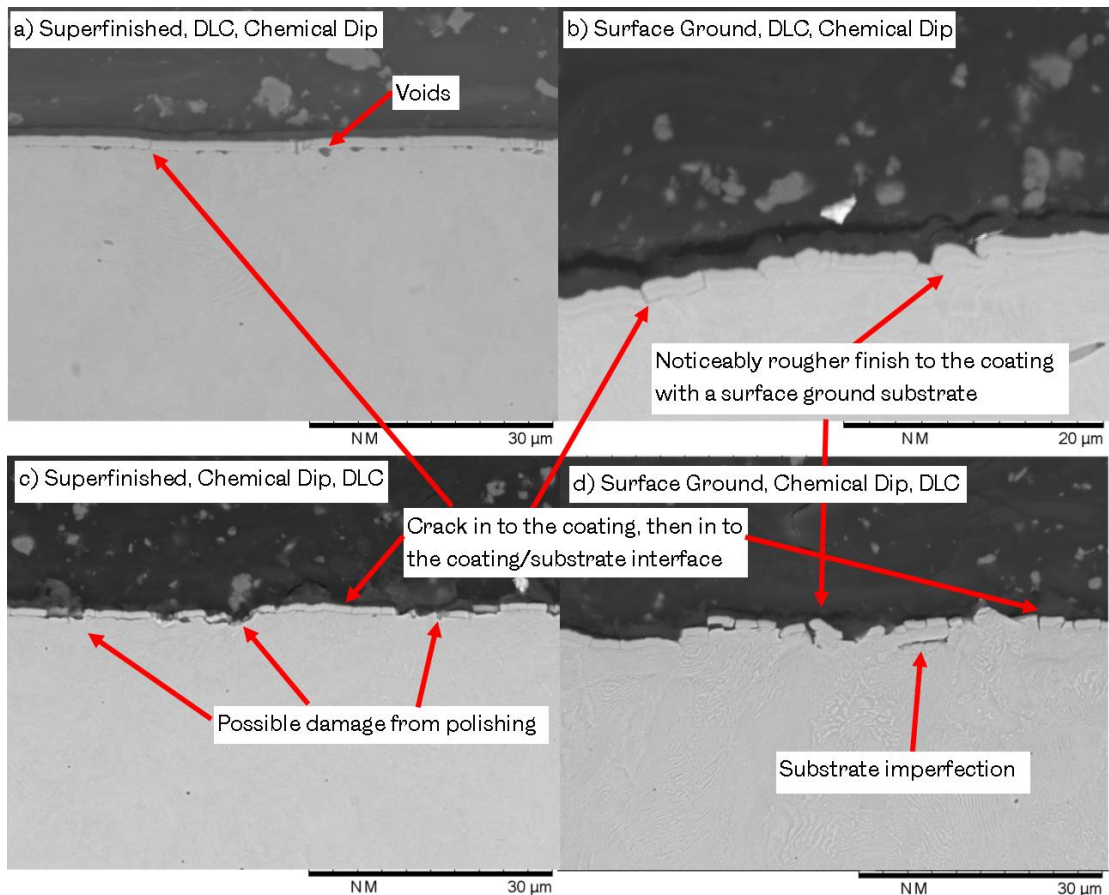 a) Superfinished, DLC, Chemical Dip
Voids
NM
30 µm
b) Surface Ground, DLC, Chemical Dip
Noticeably rougher finish to the coating
with a surface ground substrate
NM
20 µm
c) Superfinished, Chemical Dip, DLC
Crack in to the coating, then in to
the coating/substrate interface
Possible damage from polishing
NM
30 µm
d) Surface Ground, Chemical Dip, DLC
Substrate imperfection
NM
30 µm